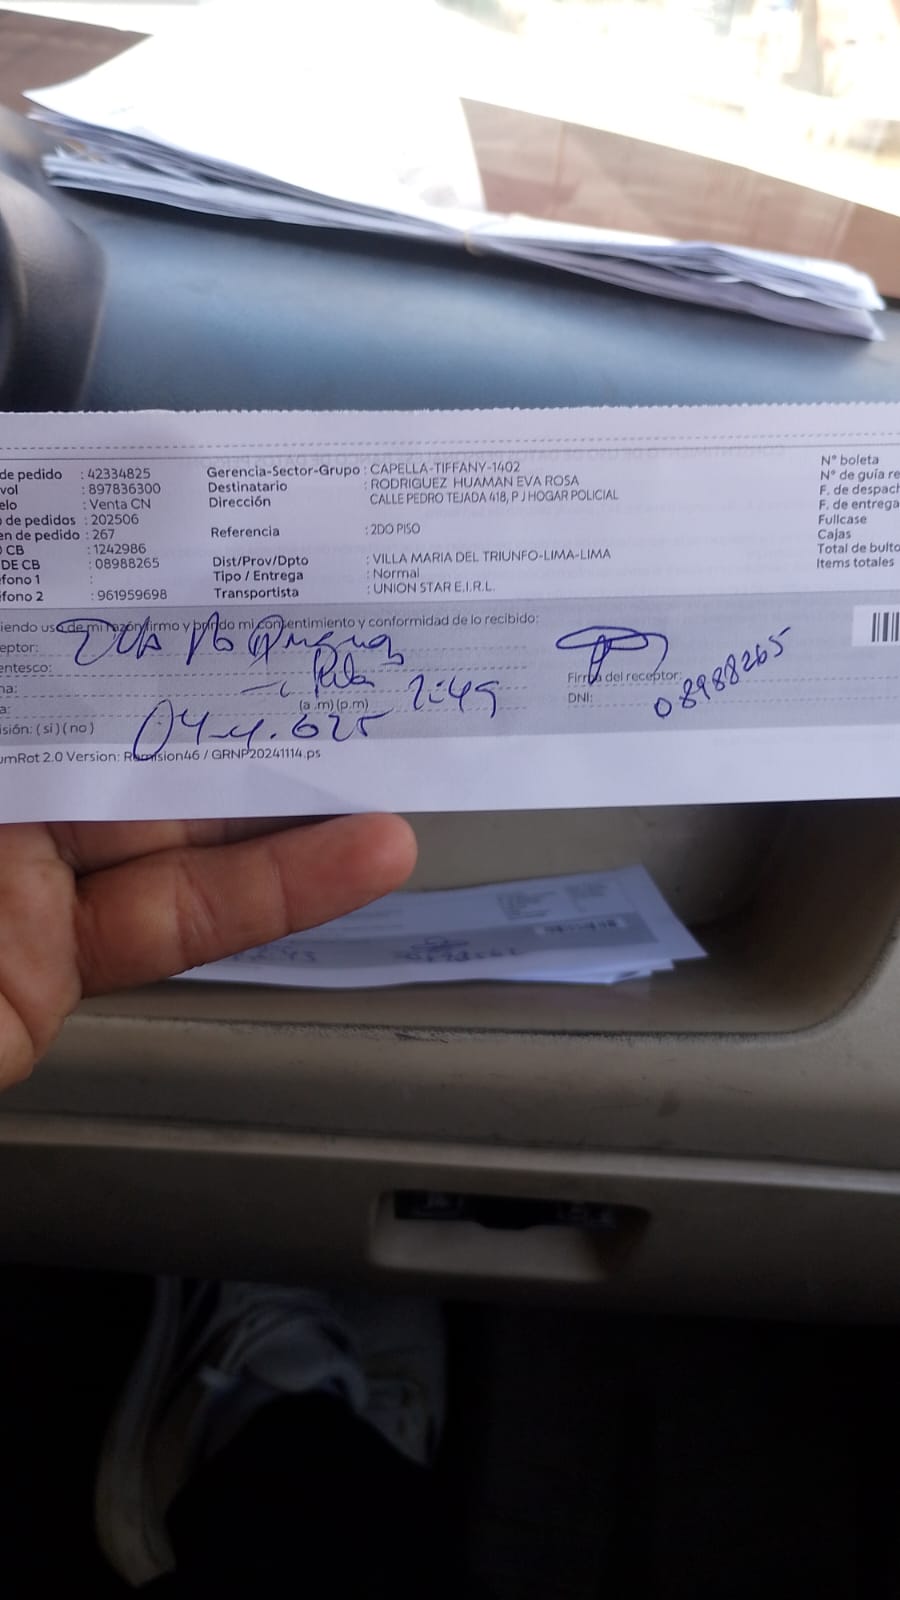 de pedido : 42334825 Gerencia-Sector-Grupo : CAPELLA-TIFFANY-1402 N° boleta
vol : 897836300 Destinatario : RODRIGUEZ HUAMAN EVA ROSA N° de guía re
elo : Venta CN Dirección CALLE PEDRO TEJADA 418, P J HOGAR POLICIAL F. de despach
de pedidos : 202506 F. de entrega
en de pedido : 267 Referencia : 2DO PISO Fullcase
CB : 1242986 Cajas
DE CB : 08988265 Dist/Prov/Dpto : VILLA MARIA DEL TRIUNFO-LIMA-LIMA Total de bulto
fono 1 : Tipo / Entrega : Normal Items totales
fono 2 : 961959698 Transportista : UNION STAR E.I.R.L.
iendo uso de mi razón firmo y brindo mi consentimiento y conformidad de lo recibido:
eptor:
entesco:
na: Firma del receptor:
a: (a .m) (p.m) 2:49 DNI: 08988265
sión: ( si ) ( no )
umRot 2.0 Version: Remision46 / GRNP20241114.ps